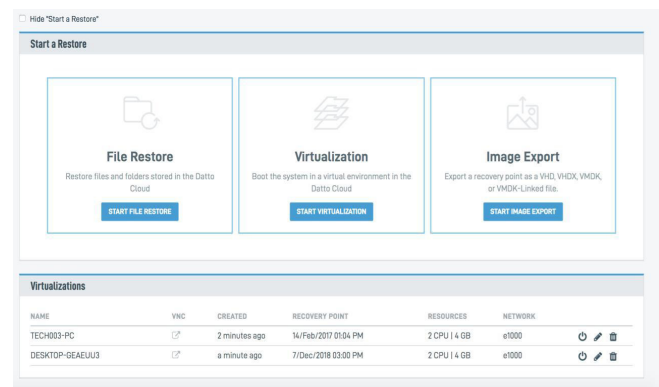 Hide "Start a Restore"
Start a Restore
File Restore
Restore files and folders stored in the Datto
Cloud
START FILE RESTORE
Virtualization
Boot the system in a virtual environment in the
Datto Cloud
START VIRTUALIZATION
Image Export
Export a recovery point as a VHD, VHDX, VMDK,
or VMDK-Linked file.
START IMAGE EXPORT
Virtualizations
NAME VNC CREATED RECOVERY POINT RESOURCES NETWORK
TECH003-PC 2 minutes ago 14/Feb/2017 01:04 PM 2 CPU | 4 GB e1000
DESKTOP-GEAEUU3 a minute ago 7/Dec/2018 03:00 PM 2 CPU | 4 GB e1000